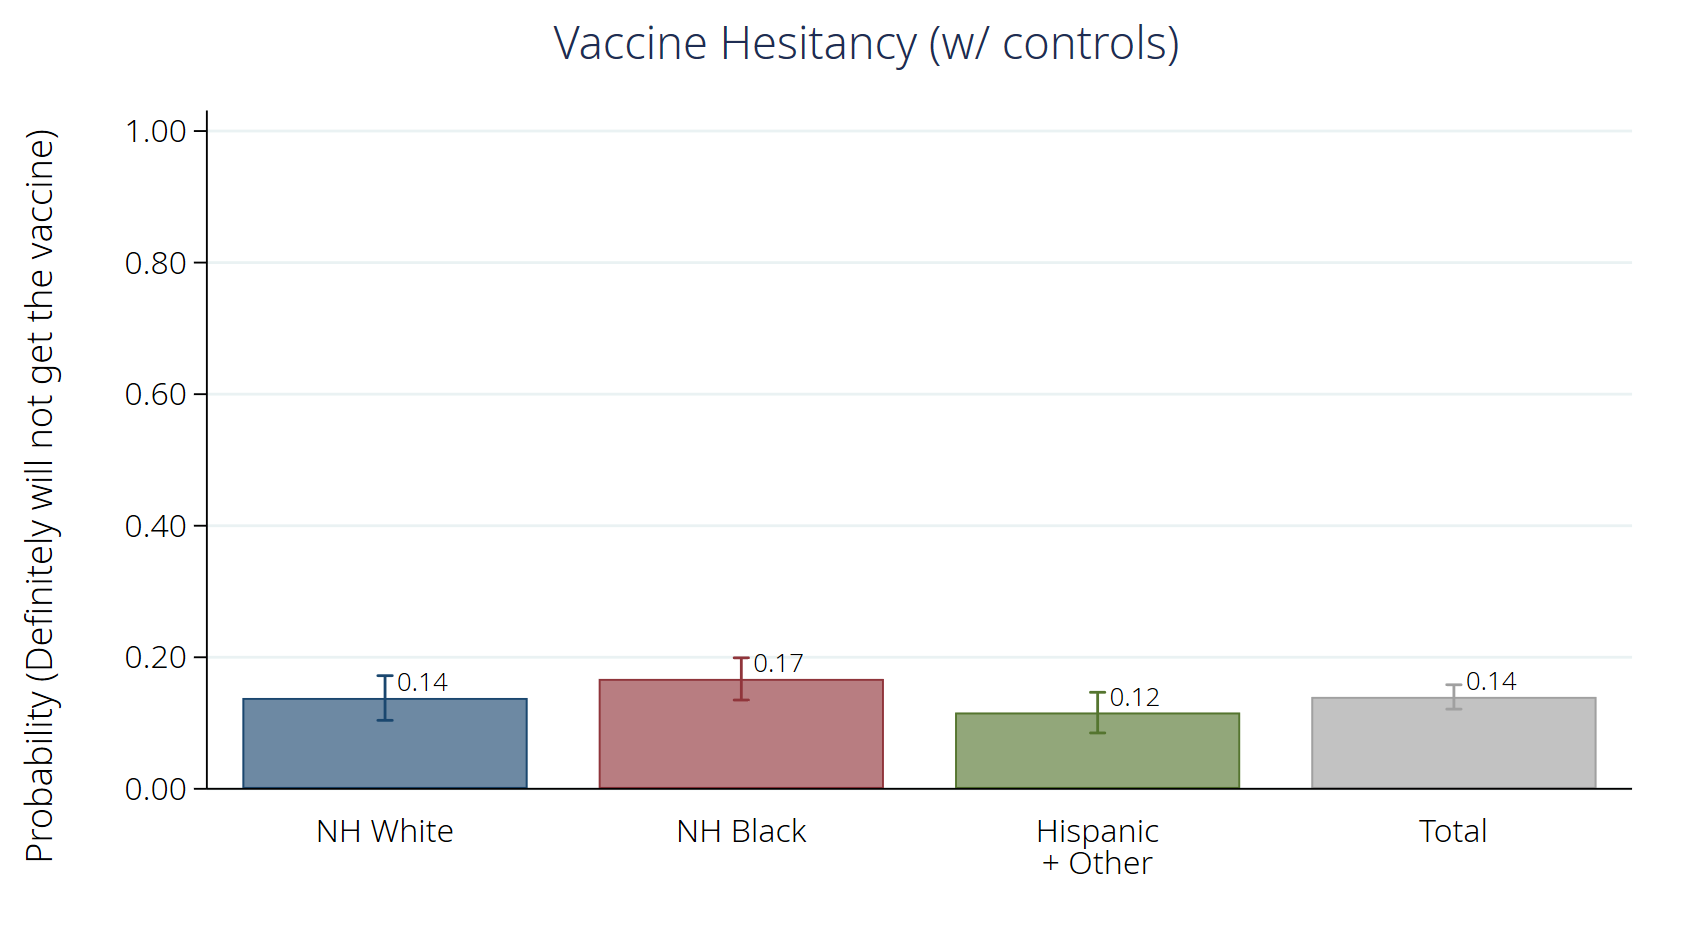 Vaccine Hesitancy (w/ controls)
Probability (Definitely will not get the vaccine)
1.00
0.80
0.60
0.40
0.20
0.00
0.14
0.17
0.12
0.14
NH White
NH Black
Hispanic
+ Other
Total